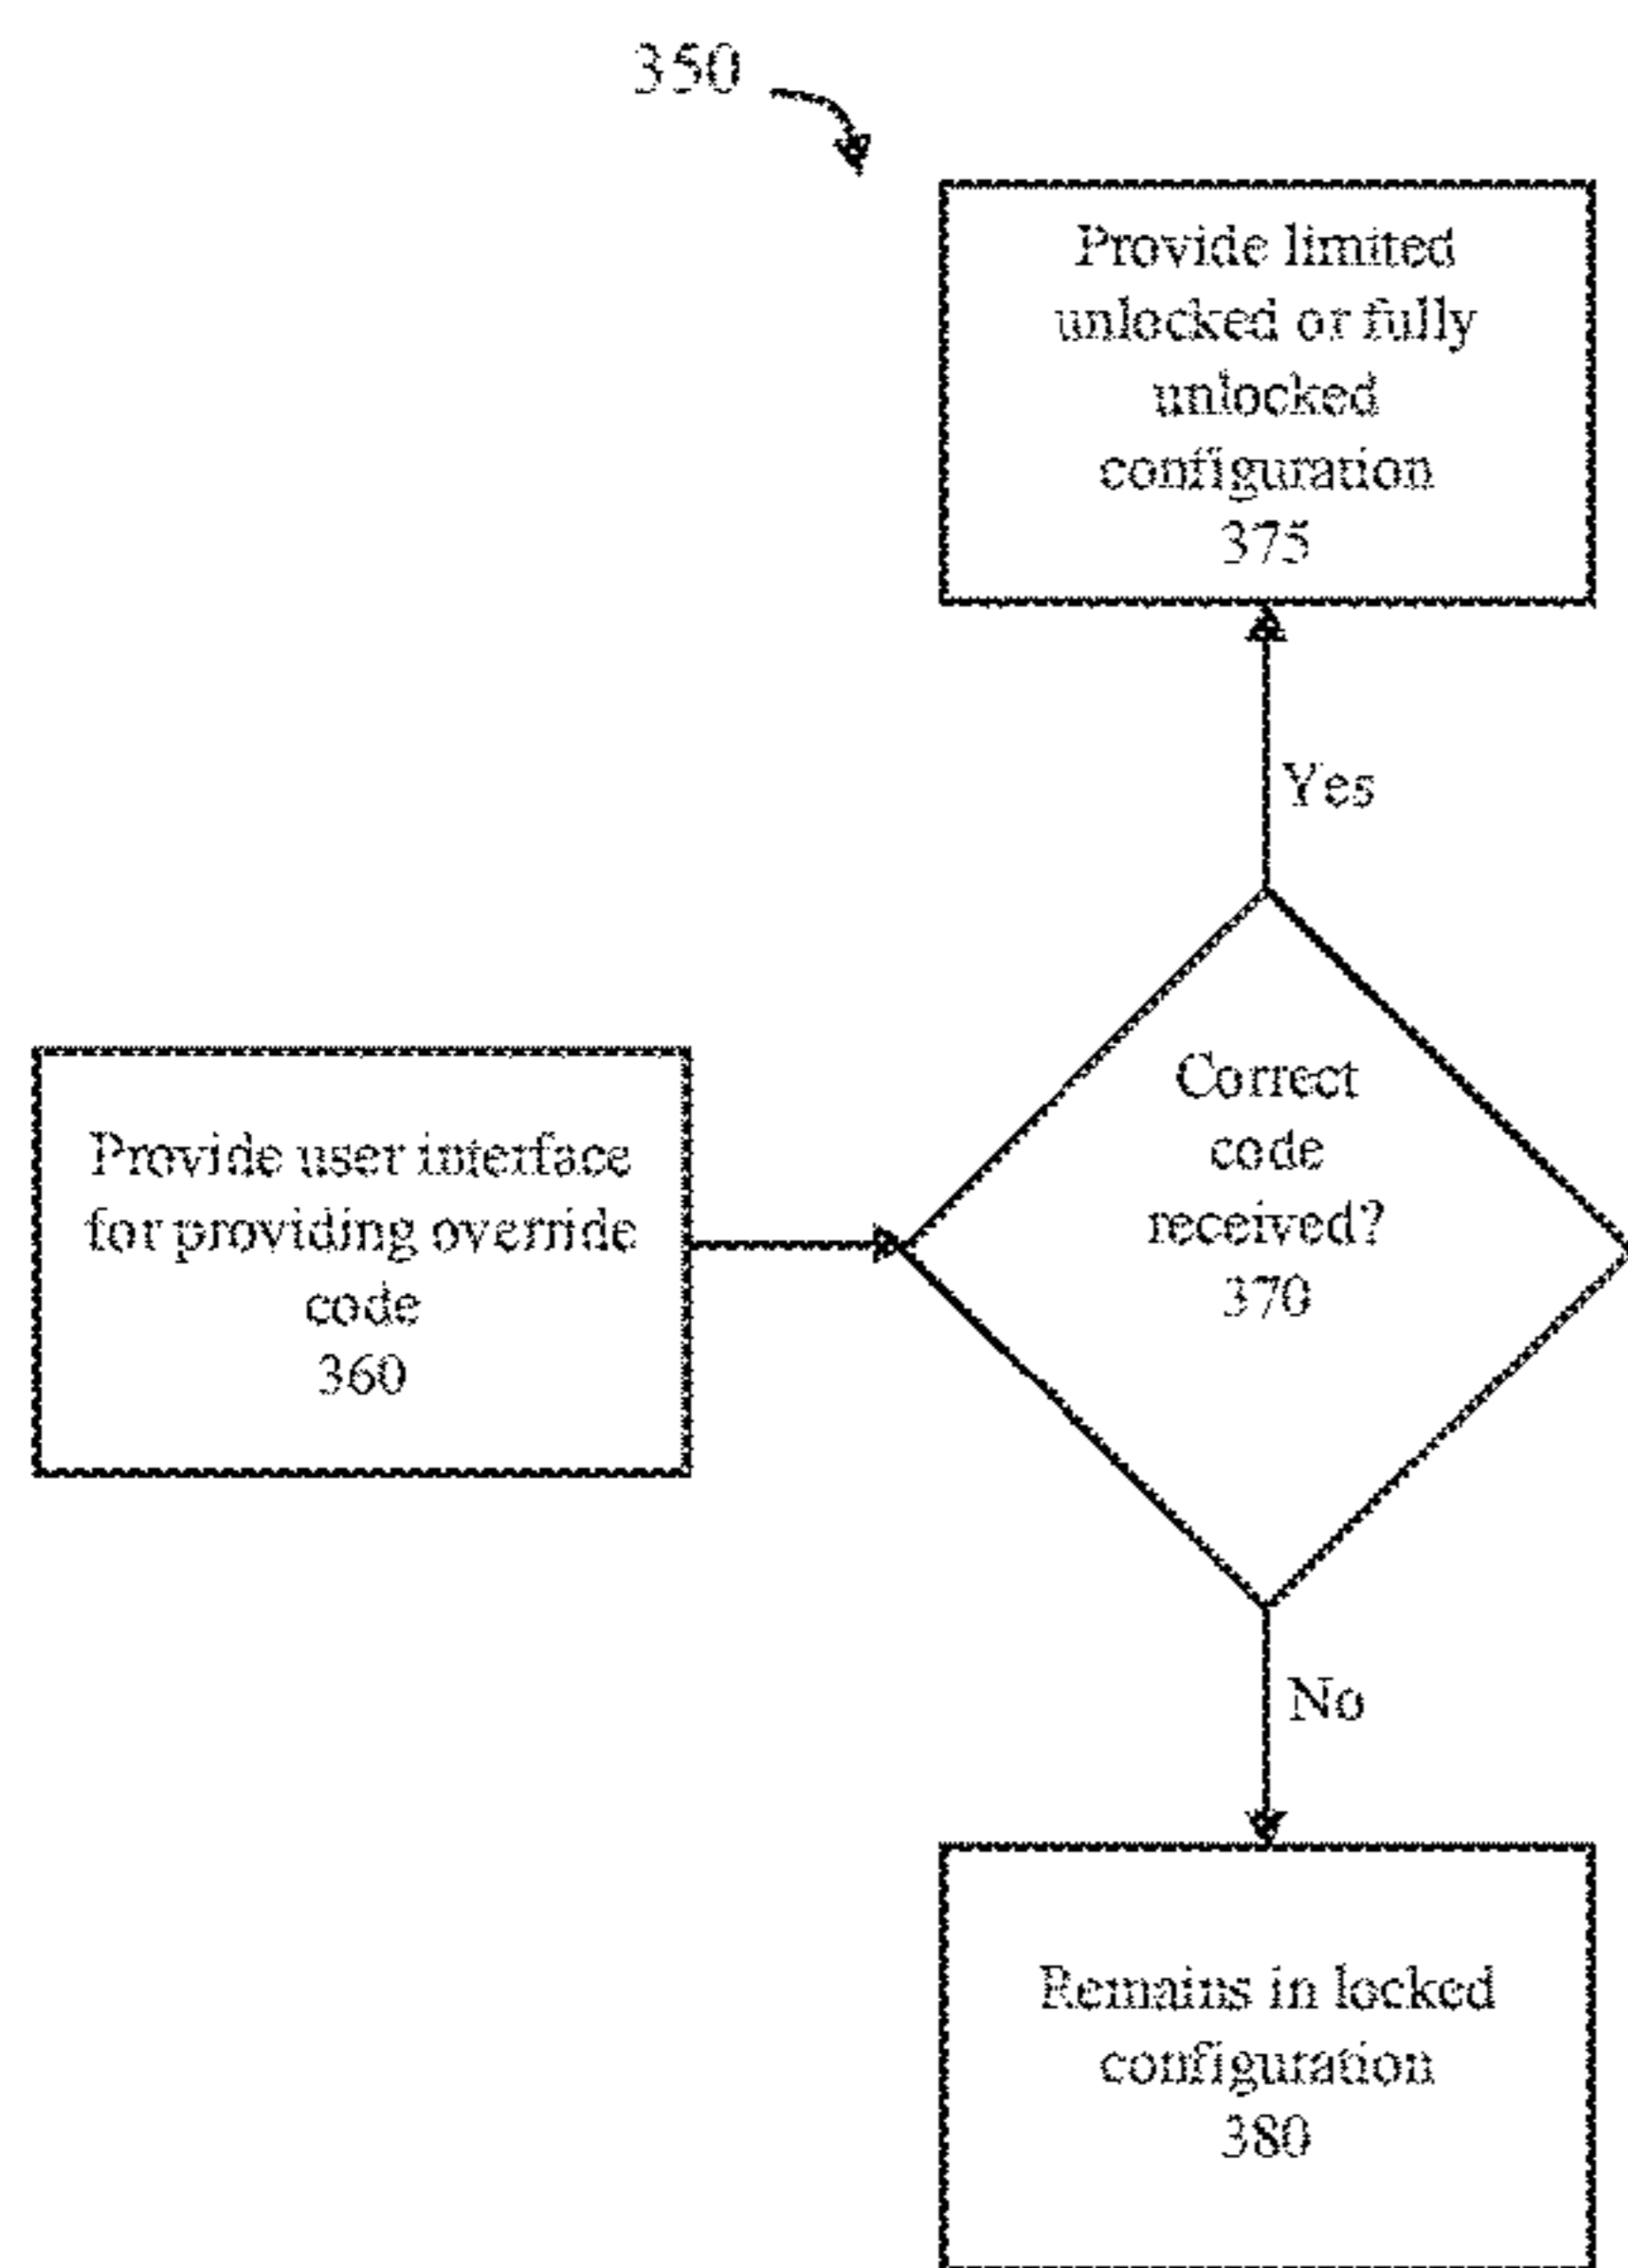 350
Provide limited
unlocked or fully
unlocked
configuration
375
Yes
Correct
code
received?
370
Provide user interface
for providing override
code
360
No
Remains in locked
configuration
380